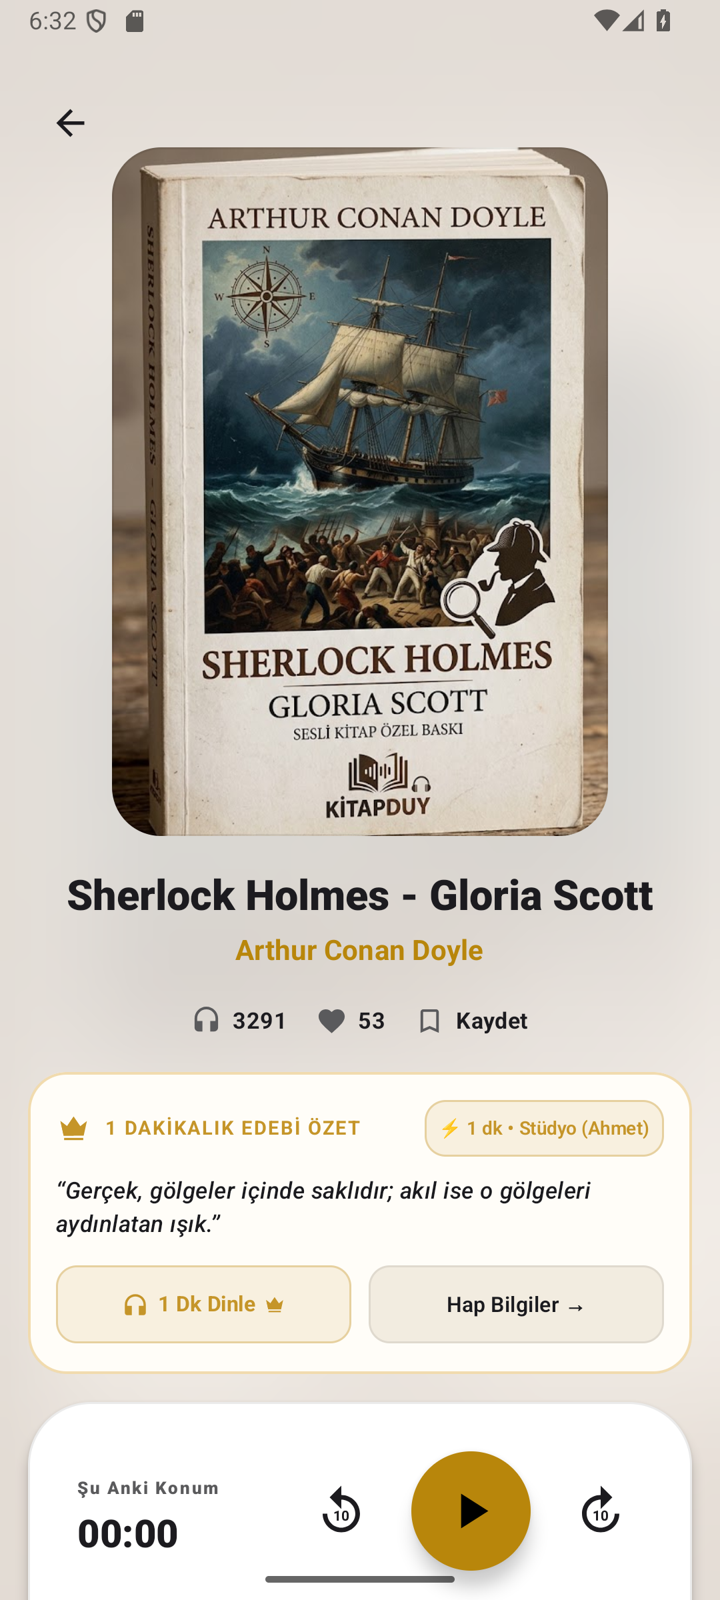 6:32
ARTHUR CONAN DOYLE
N
W
E
S
SHERLOCK HOLMES - GLORIA SCOTT
SHERLOCK HOLMES
GLORIA SCOTT
SESLİ KİTAP ÖZEL BASKI
KİTAPDUY
Sherlock Holmes - Gloria Scott
Arthur Conan Doyle
3291 53 Kaydet
1 DAKİKALIK EDEBİ ÖZET ⚡ 1 dk • Stüdyo (Ahmet)
“Gerçek, gölgeler içinde saklıdır; akıl ise o gölgeleri
aydınlatan ışık.”
1 Dk Dinle Hap Bilgiler →
Şu Anki Konum
00:00
10
10